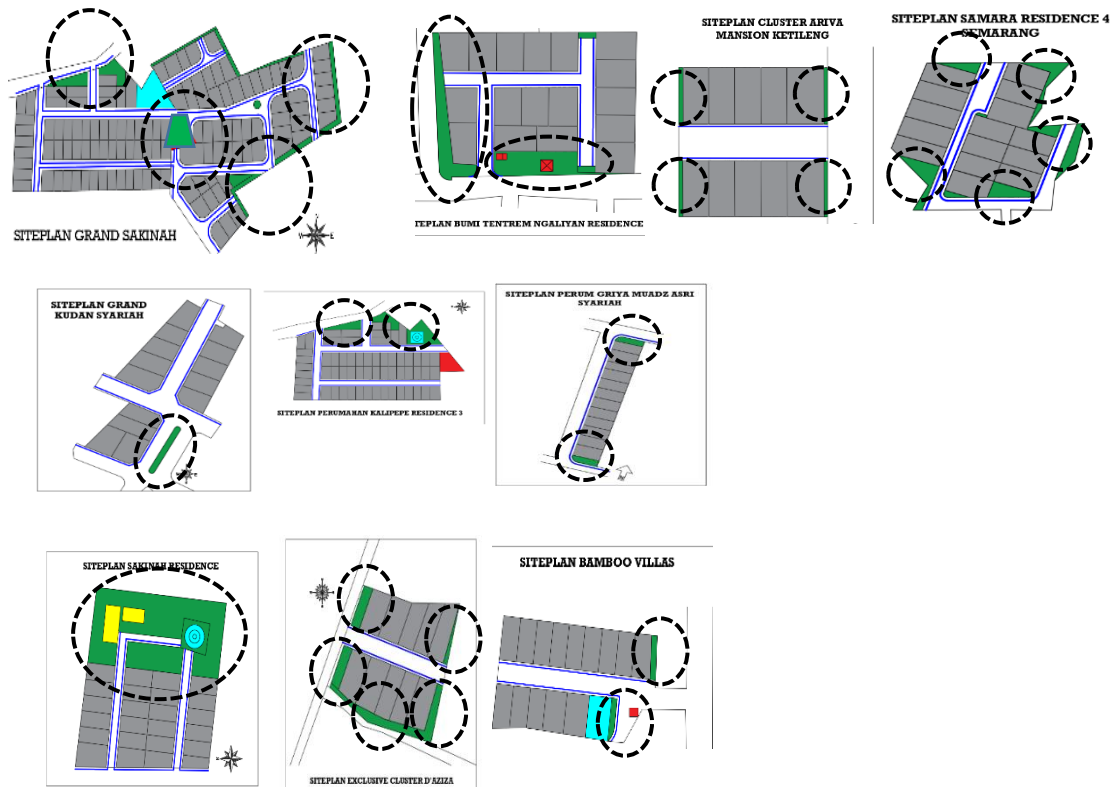 SITEPLAN GRAND SAKINAH
ITEPLAN BUMI TENTREM NGALIYAN RESIDENCE
SITEPLAN CLUSTER ARIVA
MANSION KETILENG
SITEPLAN SAMARA RESIDENCE 4
SEMARANG
SITEPLAN GRAND
KUDAN SYARIAH
SITEPLAN PERUMAHAN KALIPEPE RESIDENCE 3
SITEPLAN PERUM GRIYA MUADZ ASRI
SYARIAH
SITEPLAN SAKINAH RESIDENCE
SITEPLAN EXCLUSIVE CLUSTER D'AZIZA
SITEPLAN BAMBOO VILLAS